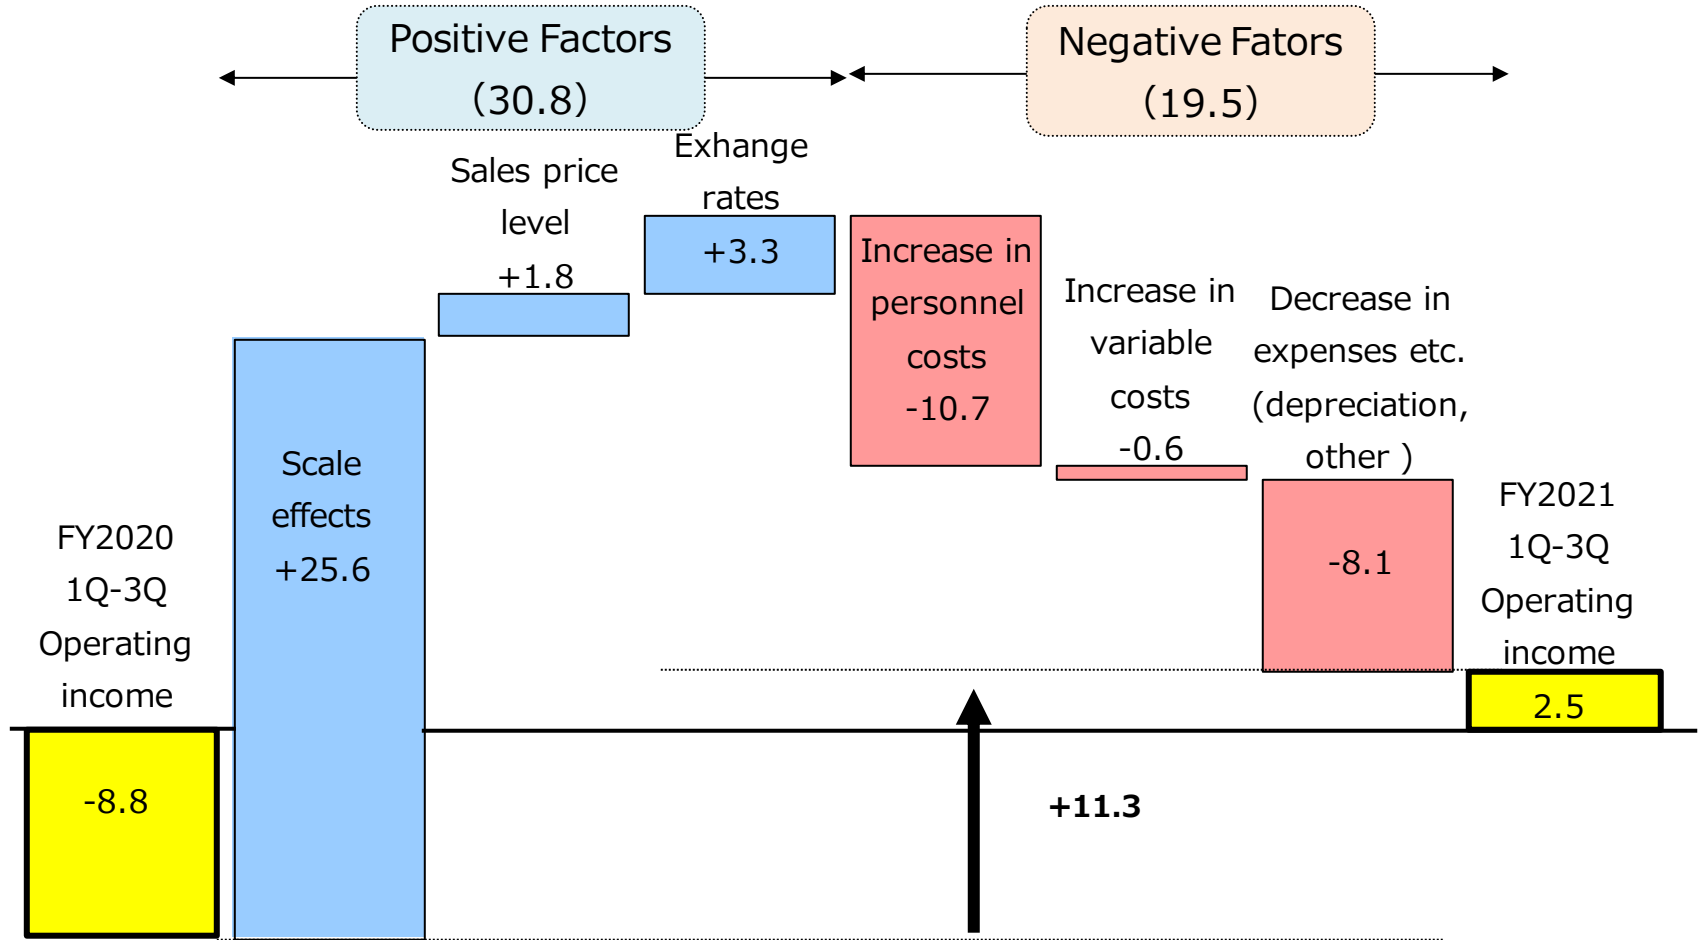 Positive Factors
（30.8）
Negative Fators
（19.5）
Sales price
level
+1.8
Exhange
rates
+3.3
Increase in
personnel
costs
-10.7
Increase in
variable
costs
-0.6
Decrease in
expenses etc.
(depreciation,
other )
-8.1
Scale
effects
+25.6
FY2020
1Q-3Q
Operating
income
-8.8
FY2021
1Q-3Q
Operating
income
2.5
+11.3